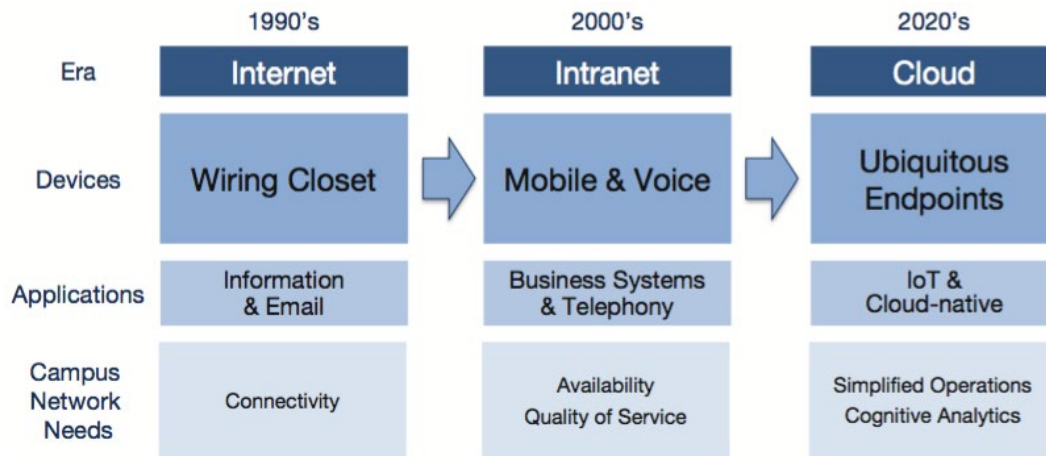 1990's 2000's 2020's
Era Internet Intranet Cloud
Devices Wiring Closet Mobile & Voice Ubiquitous
Endpoints
Applications Information
& Email Business Systems
& Telephony IoT &
Cloud-native
Campus
Network
Needs Connectivity Availability
Quality of Service Simplified Operations
Cognitive Analytics